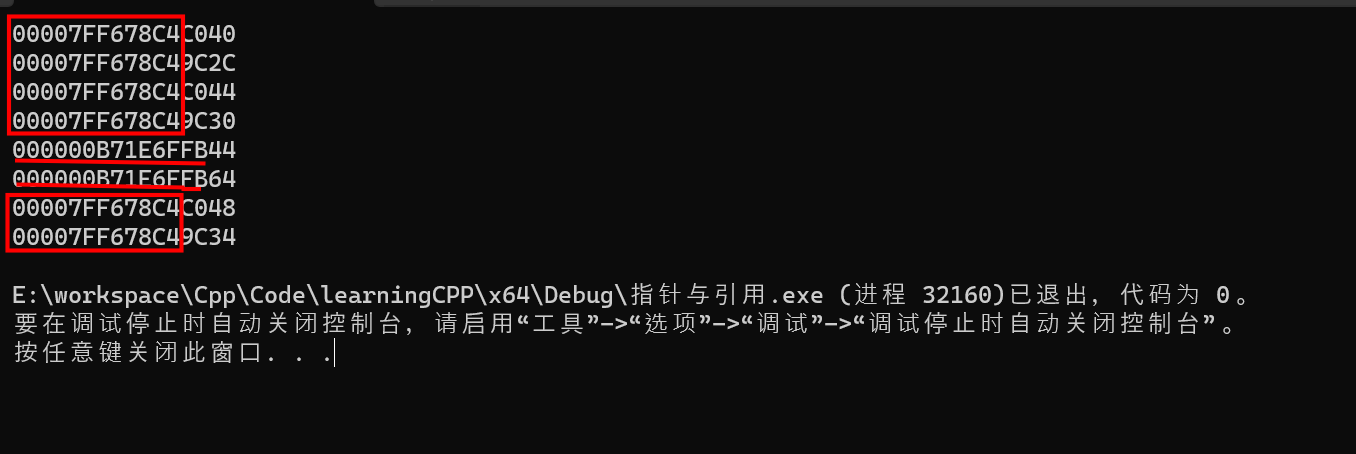 00007FF678C4C040
00007FF678C49C2C
00007FF678C4C044
00007FF678C49C30
000000B71E6FFB44
000000B71E6FFB64
00007FF678C4C048
00007FF678C49C34
E:\workspace\Cpp\Code\learningCPP\x64\Debug\指针与引用.exe (进程 32160)已退出，代码为 0。
要在调试停止时自动关闭控制台，请启用“工具”->“选项”->“调试”->“调试停止时自动关闭控制台”。
按任意键关闭此窗口. . .